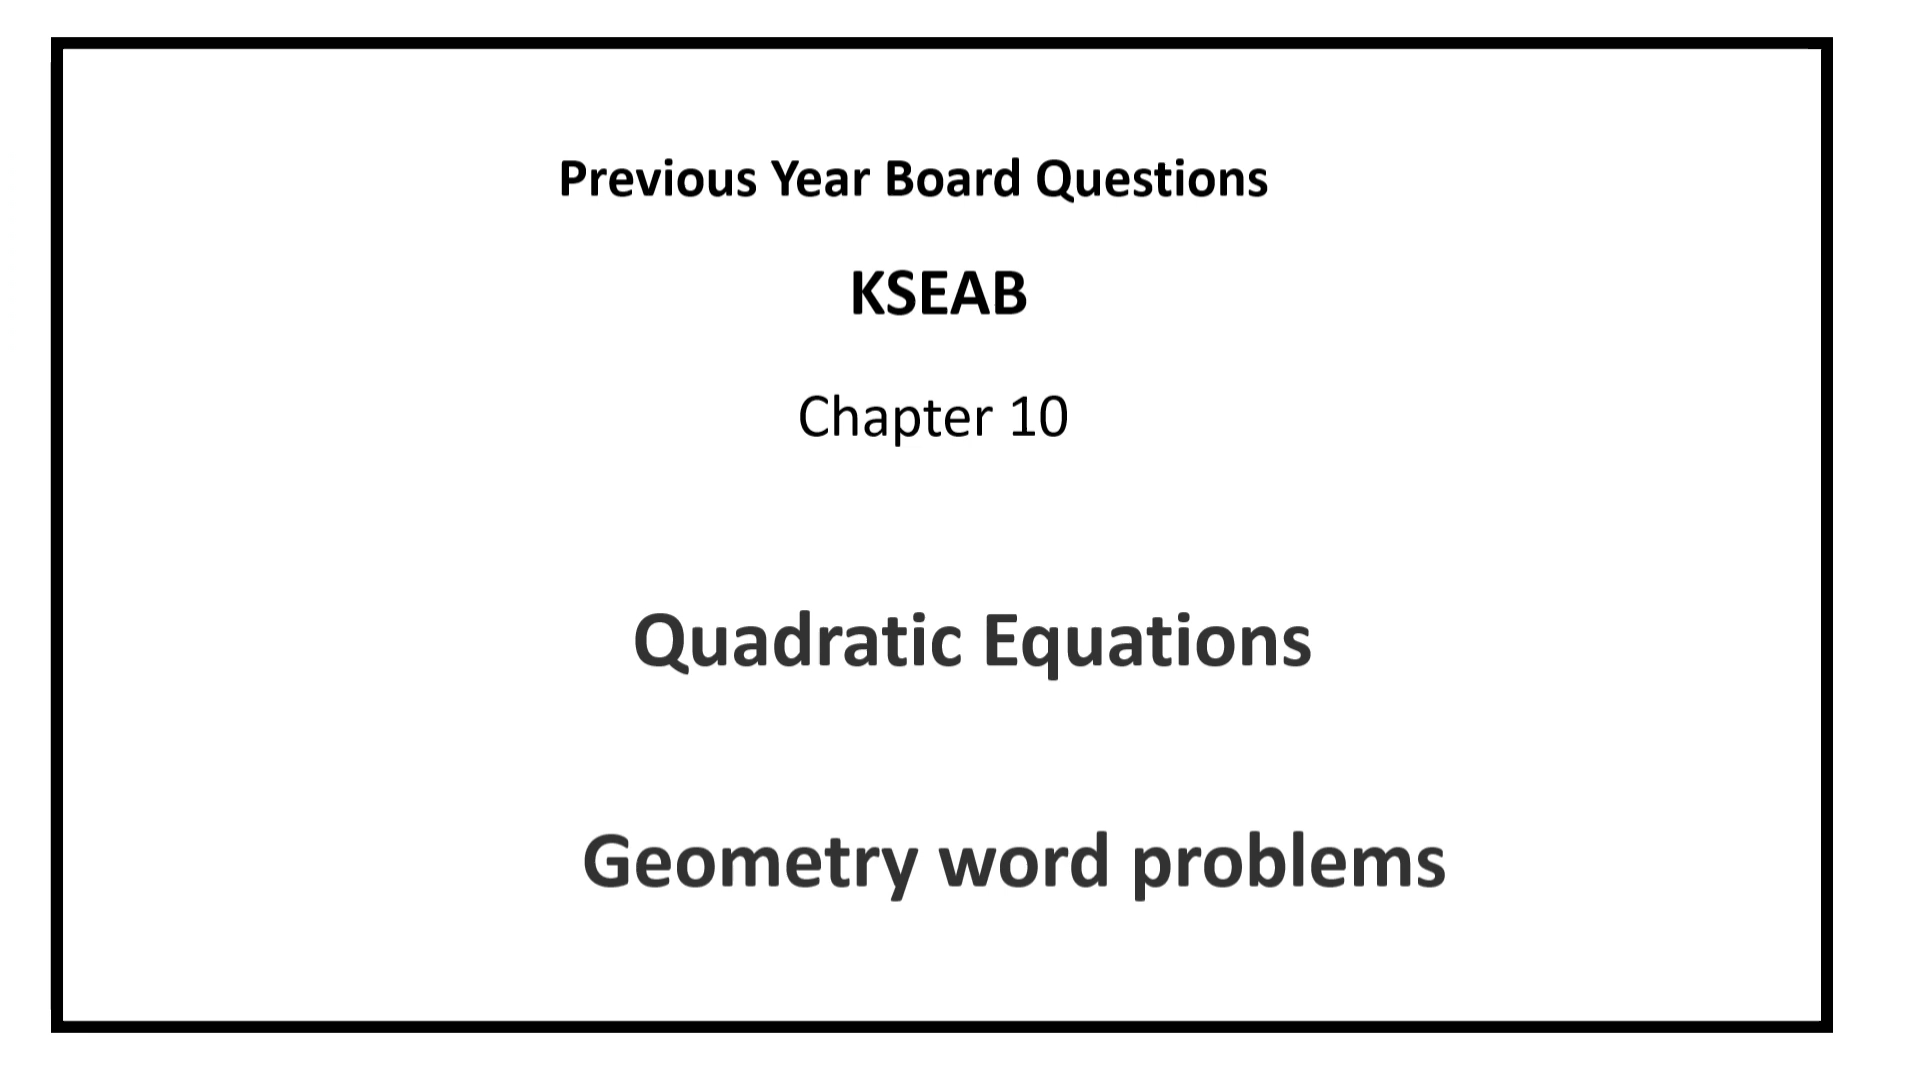 Previous Year Board Questions
KSEAB
Chapter 10
Quadratic Equations
Geometry word problems